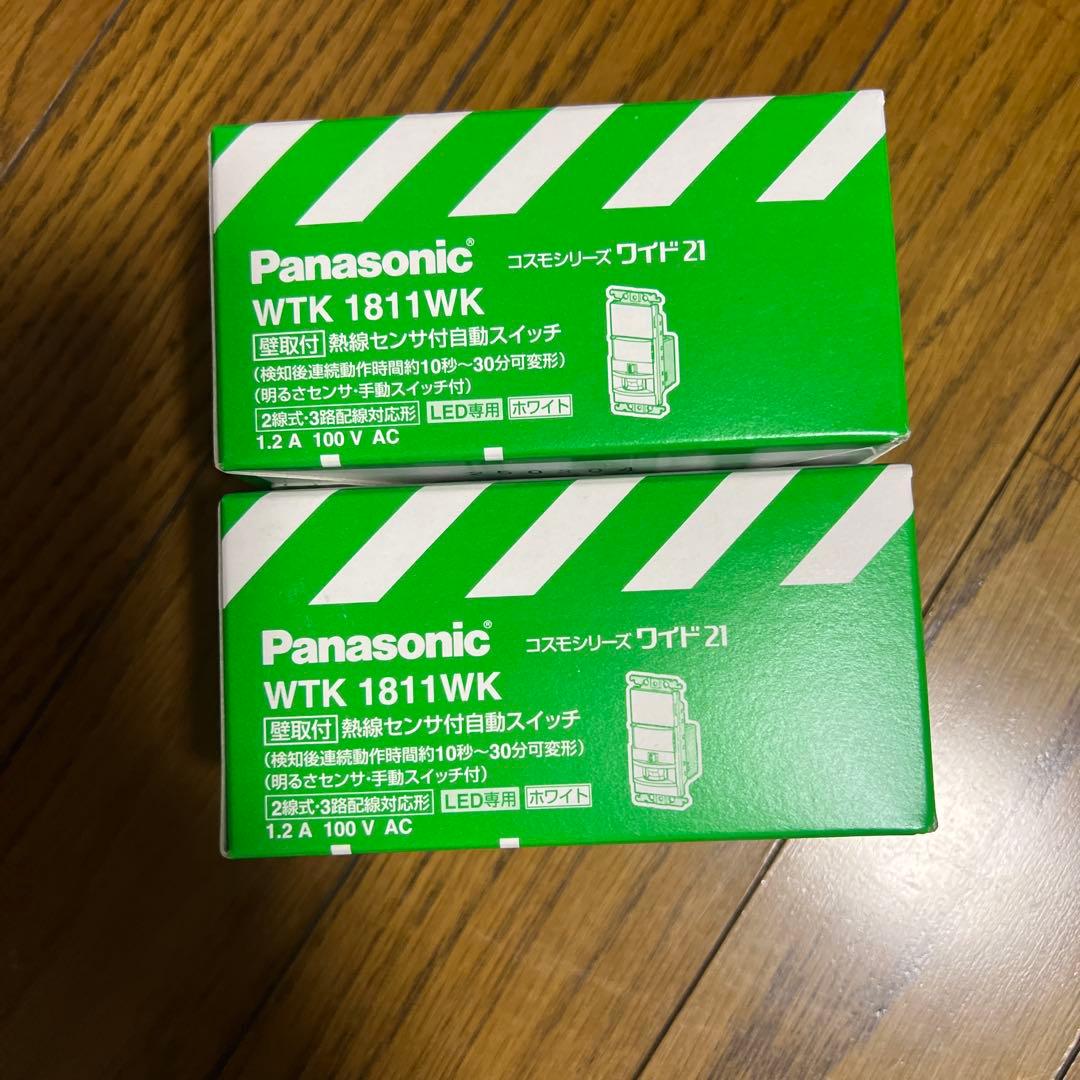 Panasonic® コスモシリーズ ワイド21
WTK 1811WK
壁取付 熱線センサ付自動スイッチ
(検知後連続動作時間約10秒〜30分可変形)
(明るさセンサ・手動スイッチ付)
2線式・3路配線対応形 LED専用 ホワイト
1.2 A 100 V AC
Panasonic® コスモシリーズ ワイド21
WTK 1811WK
壁取付 熱線センサ付自動スイッチ
(検知後連続動作時間約10秒〜30分可変形)
(明るさセンサ・手動スイッチ付)
2線式・3路配線対応形 LED専用 ホワイト
1.2 A 100 V AC